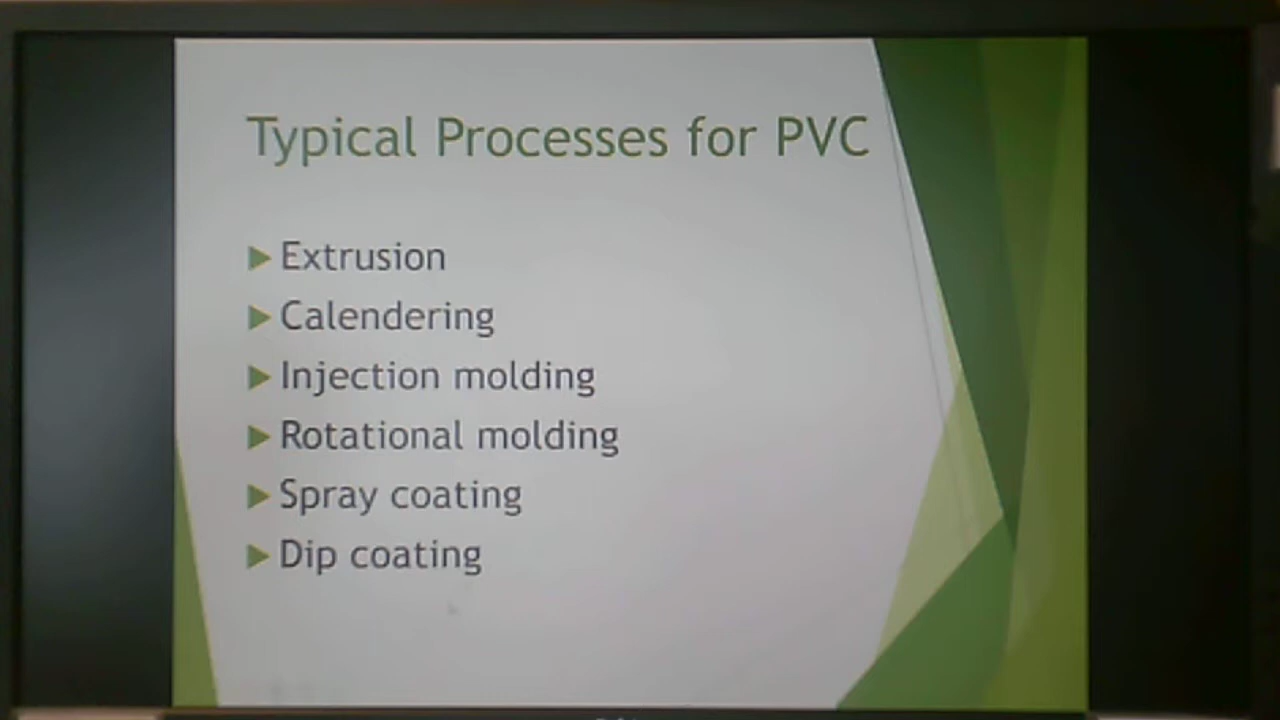 Typical Processes for PVC
Extrusion
Calendering
Injection molding
Rotational molding
Spray coating
Dip coating